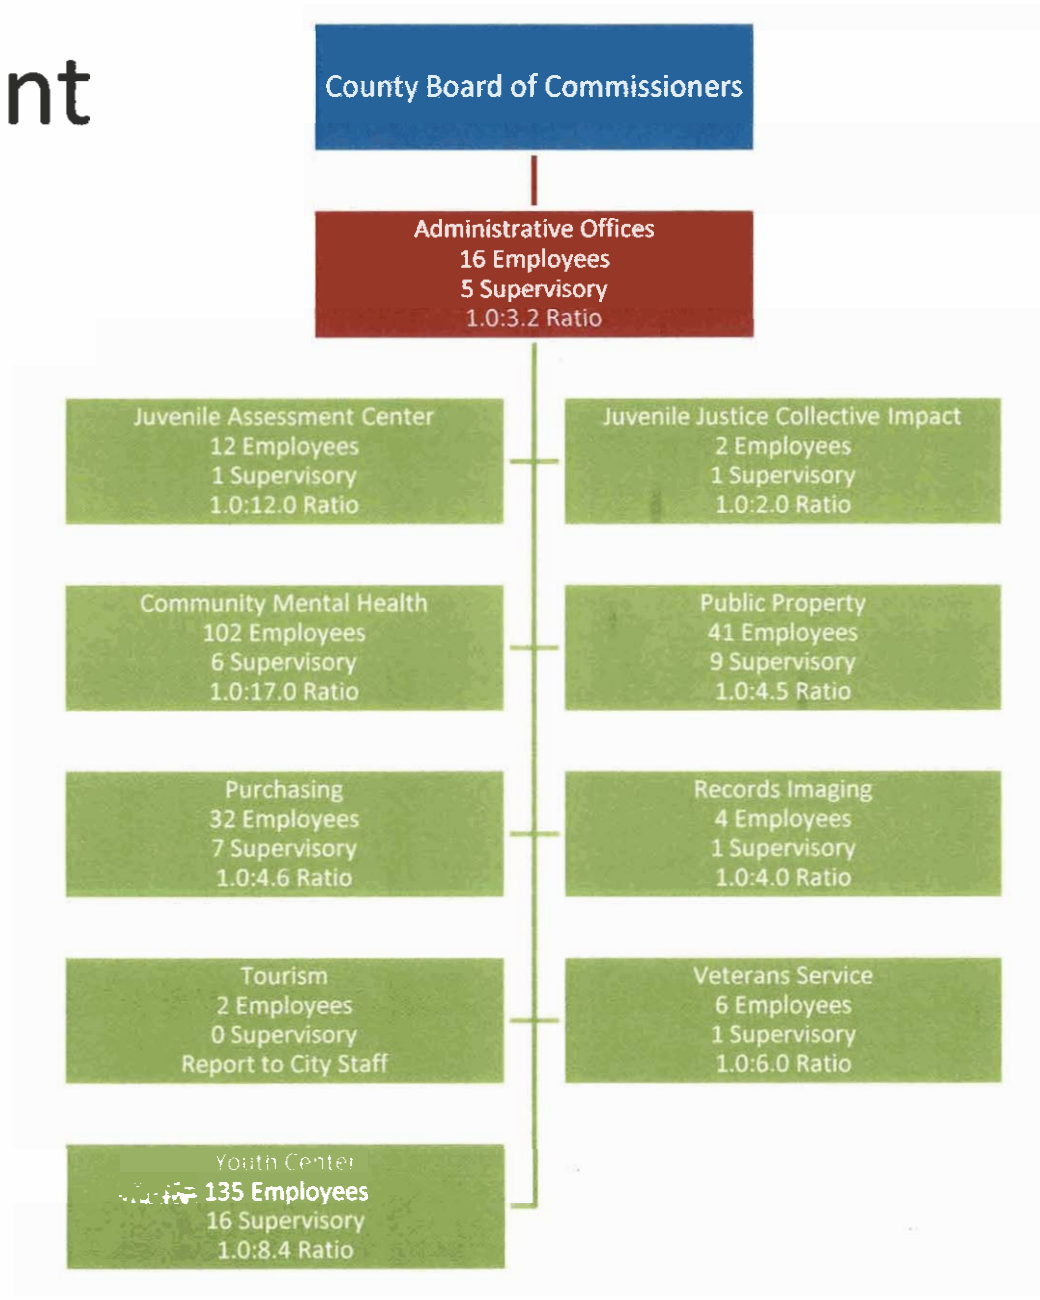 nt
County Board of Commissioners
Administrative Offices
16 Employees
5 Supervisory
1.0:3.2 Ratio
Juvenile Assessment Center
12 Employees
1 Supervisory
1.0:12.0 Ratio
Juvenile Justice Collective Impact
2 Employees
1 Supervisory
1.0:2.0 Ratio
Community Mental Health
102 Employees
6 Supervisory
1.0:17.0 Ratio
Public Property
41 Employees
9 Supervisory
1.0:4.5 Ratio
Purchasing
32 Employees
7 Supervisory
1.0:4.6 Ratio
Records Imaging
4 Employees
1 Supervisory
1.0:4.0 Ratio
Tourism
2 Employees
0 Supervisory
Report to City Staff
Veterans Service
6 Employees
1 Supervisory
1.0:6.0 Ratio
Youth Center
135 Employees
16 Supervisory
1.0:8.4 Ratio